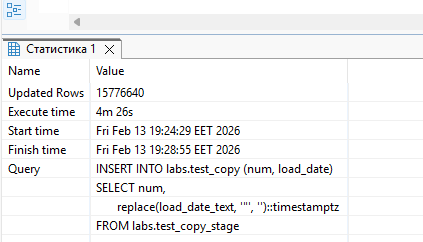 Статистика 1
Name Value
Updated Rows 15776640
Execute time 4m 26s
Start time Fri Feb 13 19:24:29 EET 2026
Finish time Fri Feb 13 19:28:55 EET 2026
Query INSERT INTO labs.test_copy (num, load_date)
SELECT num,
replace(load_date_text, '"', '')::timestamptz
FROM labs.test_copy_stage